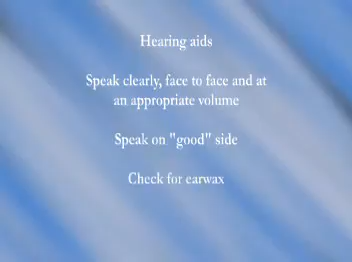 Hearing aids
Speak clearly, face to face and at
an appropriate volume
Speak on "good" side
Check for earwax